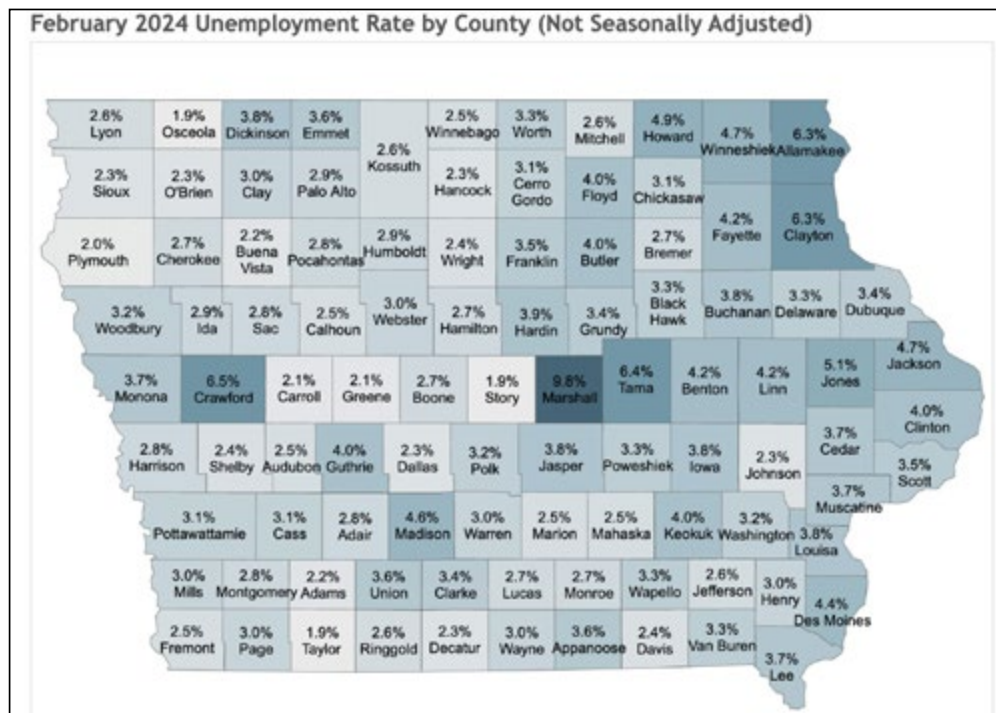 February 2024 Unemployment Rate by County (Not Seasonally Adjusted)
2.6%
Lyon
1.9%
Osceola
3.8%
Dickinson
3.6%
Emmet
2.6%
Kossuth
2.5%
Winnebago
3.3%
Worth
2.6%
Mitchell
4.9%
Howard
4.7%
Winneshiek
6.3%
Allamakee
2.3%
Sioux
2.3%
O'Brien
3.0%
Clay
2.9%
Palo Alto
2.3%
Hancock
3.1%
Cerro
Gordo
4.0%
Floyd
3.1%
Chickasaw
4.2%
Fayette
6.3%
Clayton
2.0%
Plymouth
2.7%
Cherokee
2.2%
Buena
Vista
2.8%
Pocahontas
2.9%
Humboldt
2.4%
Wright
3.5%
Franklin
4.0%
Butler
2.7%
Bremer
3.2%
Woodbury
2.9%
Ida
2.8%
Sac
2.5%
Calhoun
3.0%
Webster
2.7%
Hamilton
3.9%
Hardin
3.4%
Grundy
3.3%
Black
Hawk
3.8%
Buchanan
3.3%
Delaware
3.4%
Dubuque
3.7%
Monona
6.5%
Crawford
2.1%
Carroll
2.1%
Greene
2.7%
Boone
1.9%
Story
9.8%
Marshall
6.4%
Tama
4.2%
Benton
4.2%
Linn
5.1%
Jones
4.7%
Jackson
4.0%
Clinton
2.8%
Harrison
2.4%
Shelby
2.5%
Audubon
4.0%
Guthrie
2.3%
Dallas
3.2%
Polk
3.8%
Jasper
3.3%
Poweshiek
3.8%
Iowa
2.3%
Johnson
3.7%
Cedar
3.5%
Scott
3.7%
Muscatine
3.1%
Pottawattamie
3.1%
Cass
2.8%
Adair
4.6%
Madison
3.0%
Warren
2.5%
Marion
2.5%
Mahaska
4.0%
Keokuk
3.2%
Washington
3.8%
Louisa
3.0%
Mills
2.8%
Montgomery
2.2%
Adams
3.6%
Union
3.4%
Clarke
2.7%
Lucas
2.7%
Monroe
3.3%
Wapello
2.6%
Jefferson
3.0%
Henry
4.4%
Des Moines
2.5%
Fremont
3.0%
Page
1.9%
Taylor
2.6%
Ringgold
2.3%
Decatur
3.0%
Wayne
3.6%
Appanoose
2.4%
Davis
3.3%
Van Buren
3.7%
Lee